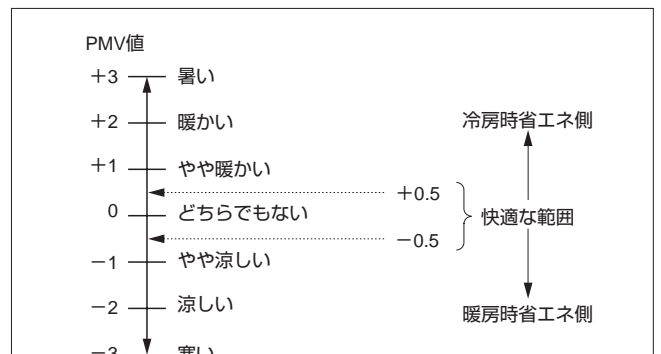 PMV値
+3 暑い
+2 暖かい 冷房時省エネ側
+1 やや暖かい
+0.5
0 どちらでもない 快適な範囲
−0.5
−1 やや涼しい
−2 涼しい 暖房時省エネ側
−3 寒い